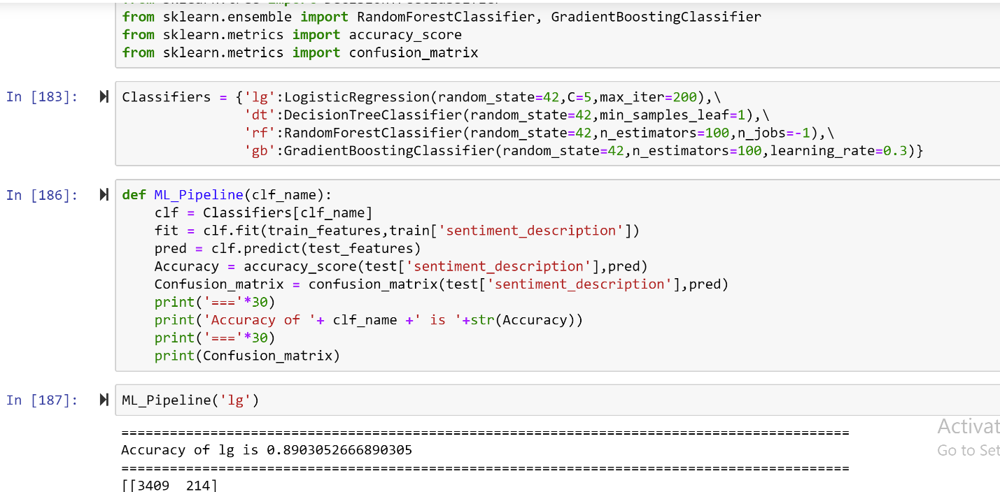 from sklearn.tree import DecisionTreeClassifier
from sklearn.ensemble import RandomForestClassifier, GradientBoostingClassifier
from sklearn.metrics import accuracy_score
from sklearn.metrics import confusion_matrix
In [183]:
Classifiers = {'lg':LogisticRegression(random_state=42,C=5,max_iter=200),\
'dt':DecisionTreeClassifier(random_state=42,min_samples_leaf=1),\
'rf':RandomForestClassifier(random_state=42,n_estimators=100,n_jobs=-1),\
'gb':GradientBoostingClassifier(random_state=42,n_estimators=100,learning_rate=0.3)}
In [186]:
def ML_Pipeline(clf_name):
    clf = Classifiers[clf_name]
    fit = clf.fit(train_features,train['sentiment_description'])
    pred = clf.predict(test_features)
    Accuracy = accuracy_score(test['sentiment_description'],pred)
    Confusion_matrix = confusion_matrix(test['sentiment_description'],pred)
    print('==='*30)
    print('Accuracy of '+ clf_name +' is '+str(Accuracy))
    print('==='*30)
    print(Confusion_matrix)
In [187]:
ML_Pipeline('lg')
==========================================================================================
Accuracy of lg is 0.8903052666890305
==========================================================================================
[[3409  214]
Activat
Go to Set